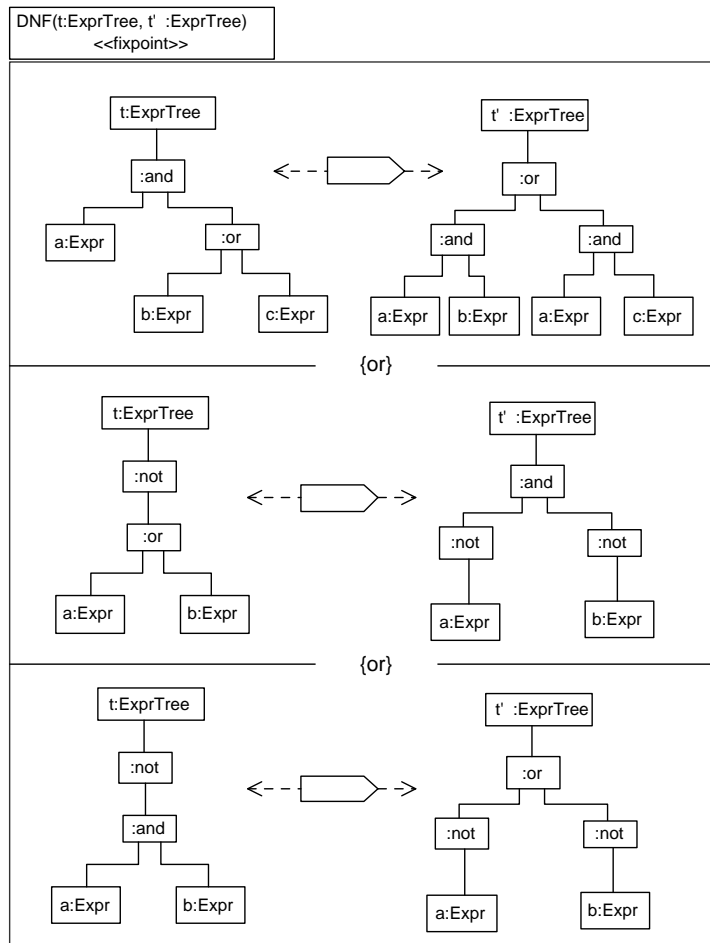 DNF(t:ExprTree, t' :ExprTree)
<<fixpoint>>
t:ExprTree
t' :ExprTree
:and
:or
a:Expr
:or
:and
:and
b:Expr
c:Expr
a:Expr
b:Expr
a:Expr
c:Expr
{or}
t:ExprTree
t' :ExprTree
:not
:and
:or
:not
:not
a:Expr
b:Expr
a:Expr
b:Expr
{or}
t:ExprTree
t' :ExprTree
:not
:or
:and
:not
:not
a:Expr
b:Expr
a:Expr
b:Expr